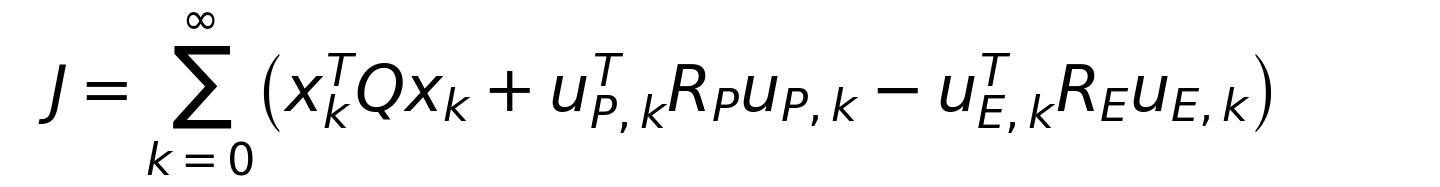 J = \sum_{k=0}^{\infty} \left( x_k^T Q x_k + u_{P,k}^T R_P u_{P,k} - u_{E,k}^T R_E u_{E,k} \right)